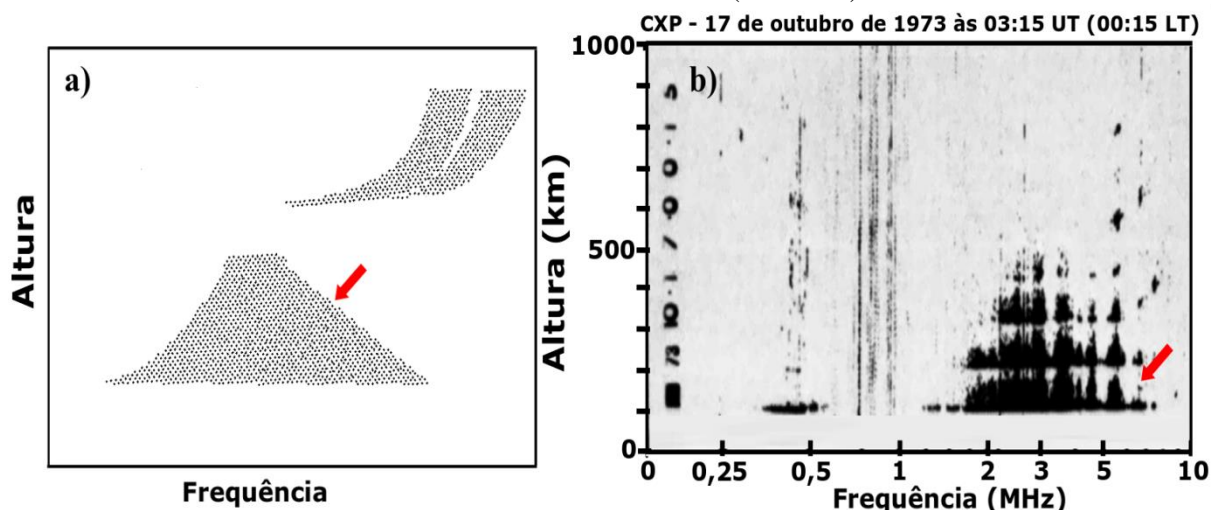 CXP - 17 de outubro de 1973 às 03:15 UT (00:15 LT)
a)
Altura
Frequência
b)
Altura (km)
1000
500
0
0 0,25 0,5 1 2 3 5 10
Frequência (MHz)